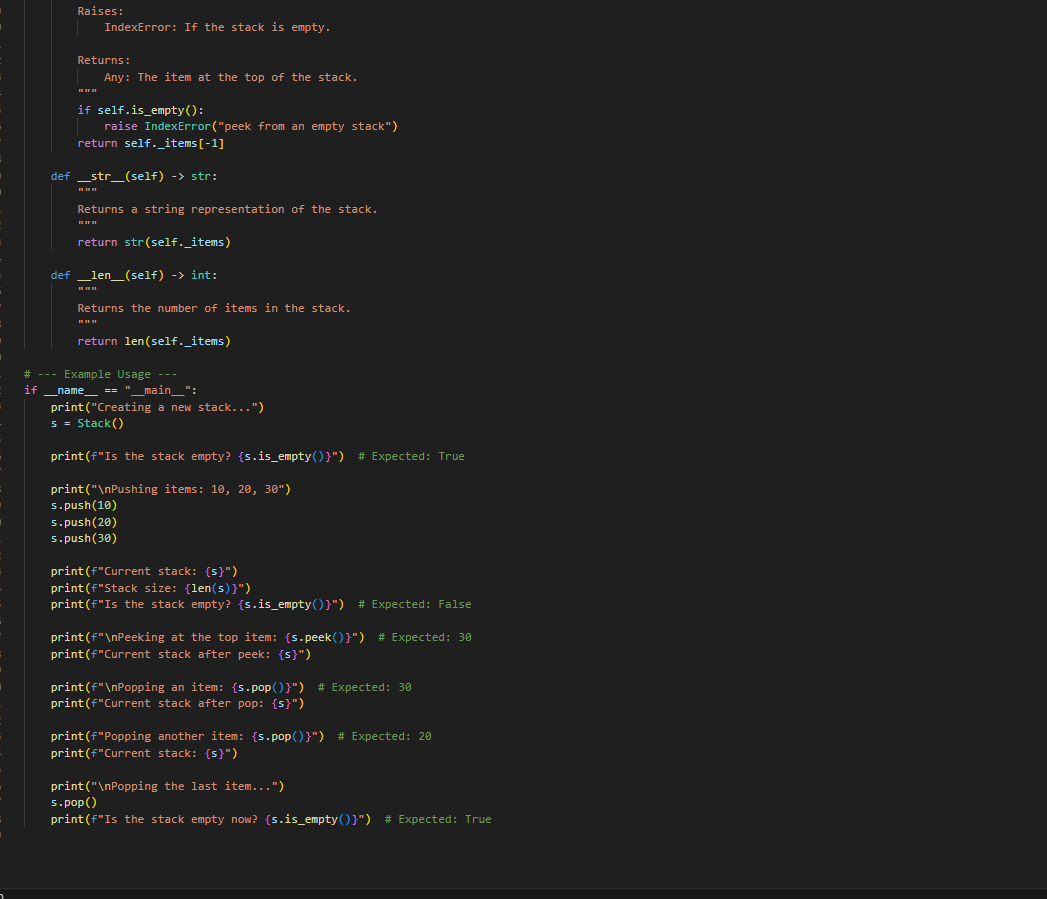 Raises:
IndexError: If the stack is empty.
Returns:
Any: The item at the top of the stack.
"""
if self.is_empty():
raise IndexError("peek from an empty stack")
return self._items[-1]
def __str__(self) -> str:
"""
Returns a string representation of the stack.
"""
return str(self._items)
def __len__(self) -> int:
"""
Returns the number of items in the stack.
"""
return len(self._items)
# --- Example Usage ---
if __name__ == "__main__":
print("Creating a new stack...")
s = Stack()
print(f"Is the stack empty? {s.is_empty()}")  # Expected: True
print("\nPushing items: 10, 20, 30")
s.push(10)
s.push(20)
s.push(30)
print(f"Current stack: {s}")
print(f"Stack size: {len(s)}")
print(f"Is the stack empty? {s.is_empty()}")  # Expected: False
print(f"\nPeeking at the top item: {s.peek()}")  # Expected: 30
print(f"Current stack after peek: {s}")
print(f"\nPopping an item: {s.pop()}")  # Expected: 30
print(f"Current stack after pop: {s}")
print(f"Popping another item: {s.pop()}")  # Expected: 20
print(f"Current stack: {s}")
print("\nPopping the last item...")
s.pop()
print(f"Is the stack empty now? {s.is_empty()}")  # Expected: True